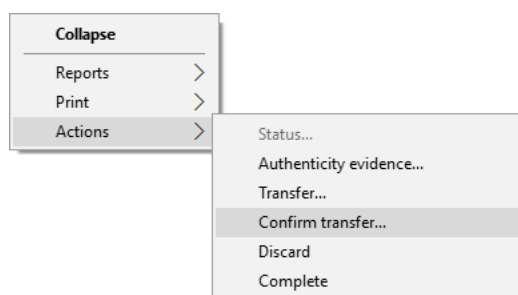 Collapse
Reports
Print
Actions
Status...
Authenticity evidence...
Transfer...
Confirm transfer...
Discard
Complete